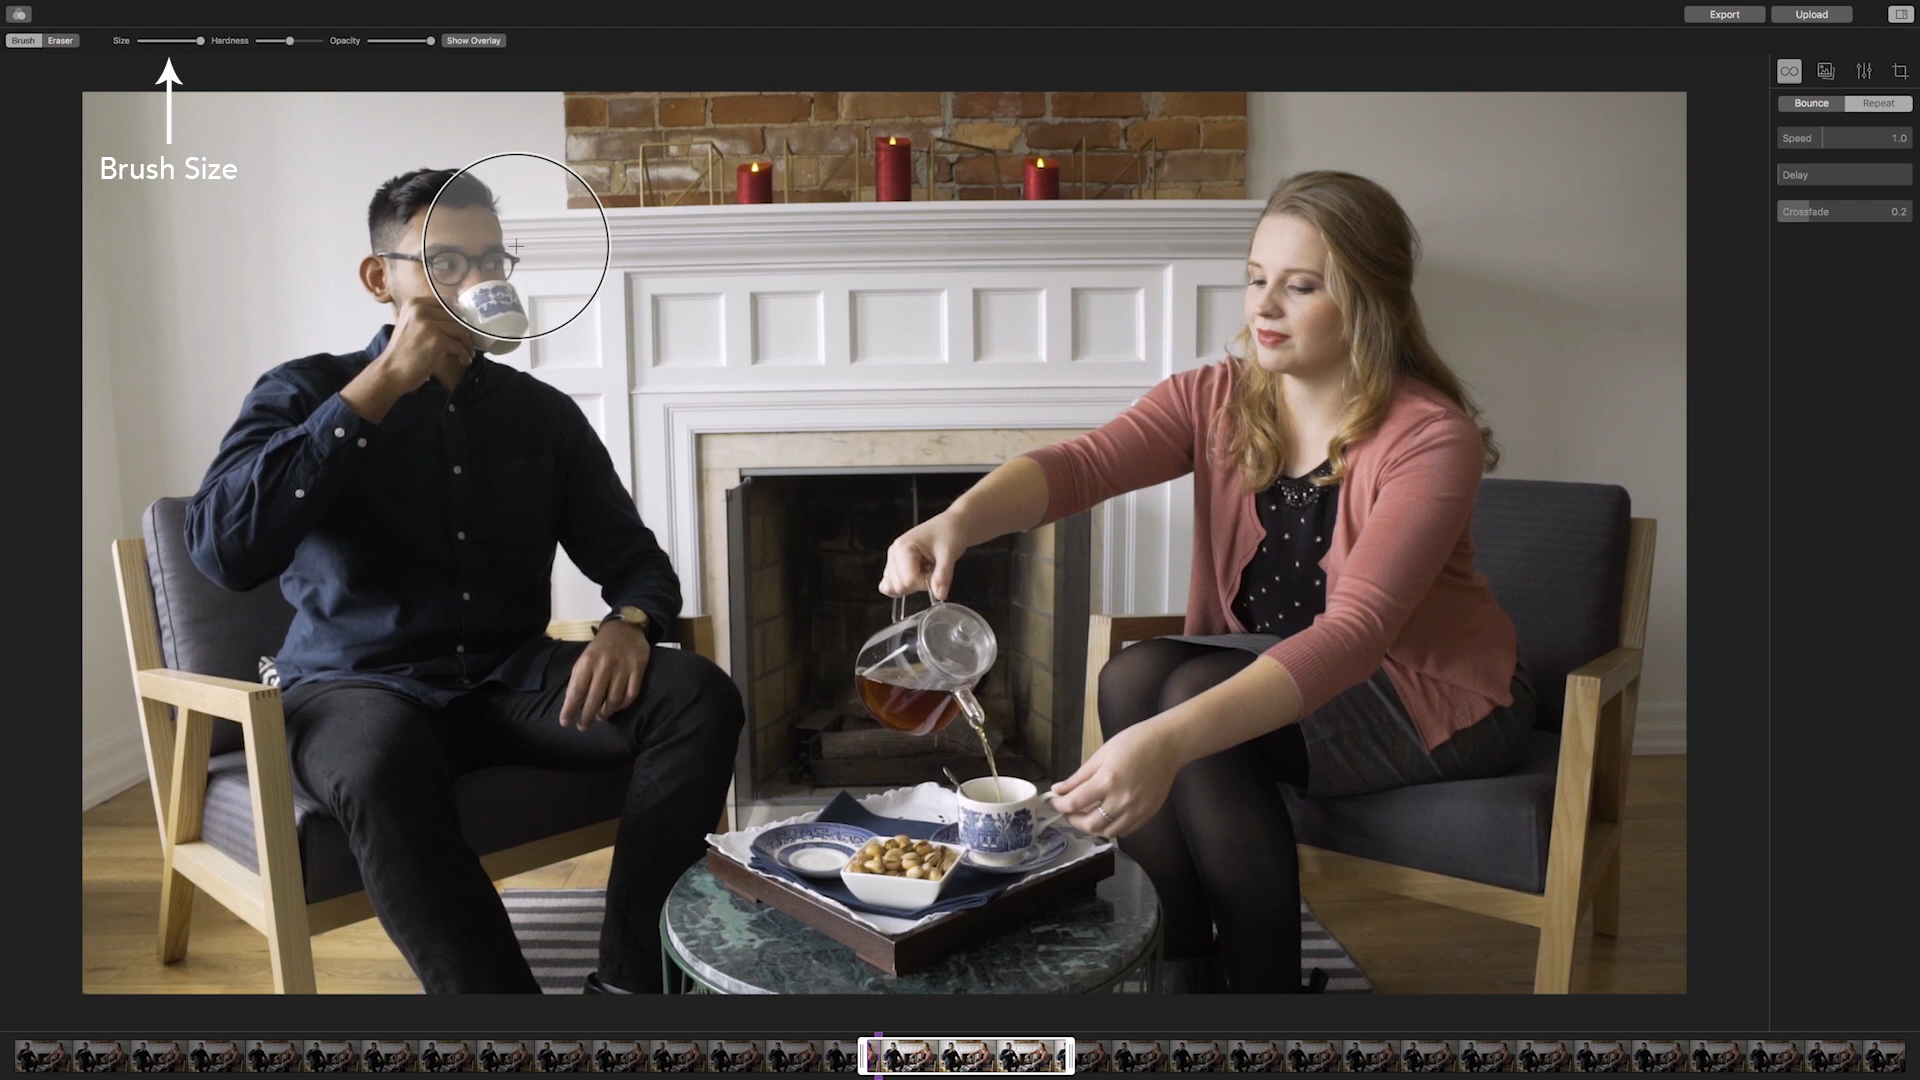 Export
Upload
Brush
Eraser
Size
Hardness
Opacity
Show Overlay
Brush Size
Bounce
Repeat
Speed
1.0
Delay
Crossfade
0.2